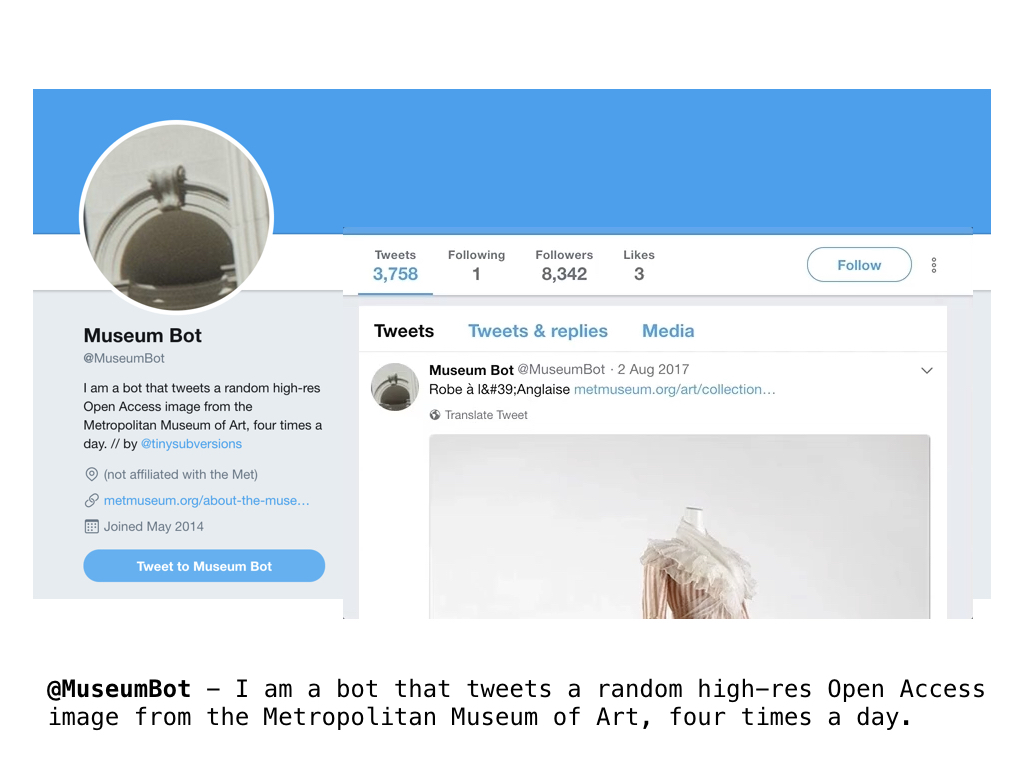 Tweets Following Followers Likes
3,758 1 8,342 3
Follow
Museum Bot
@MuseumBot
I am a bot that tweets a random high-res
Open Access image from the
Metropolitan Museum of Art, four times a
day. // by @tinysubversions
(not affiliated with the Met)
metmuseum.org/about-the-muse…
Joined May 2014
Tweet to Museum Bot
Tweets Tweets & replies Media
Museum Bot @MuseumBot · 2 Aug 2017
Robe à l&#39;Anglaise metmuseum.org/art/collection…
Translate Tweet
@MuseumBot – I am a bot that tweets a random high-res Open Access
image from the Metropolitan Museum of Art, four times a day.